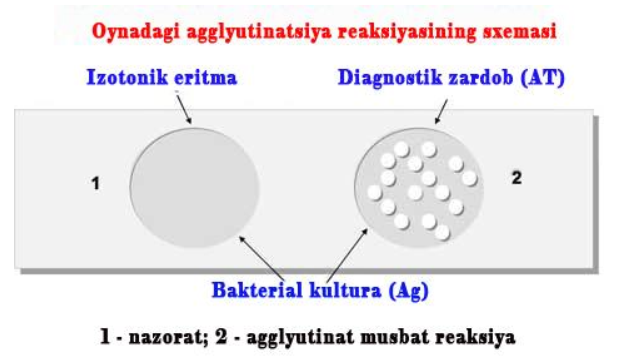 Oynadagi agglyutinatsiya reaksiyasining sxemasi
Izotonik eritma
Diagnostik zardob (AT)
1
2
Bakterial kultura (Ag)
1 - nazorat; 2 - agglyutinat musbat reaksiya